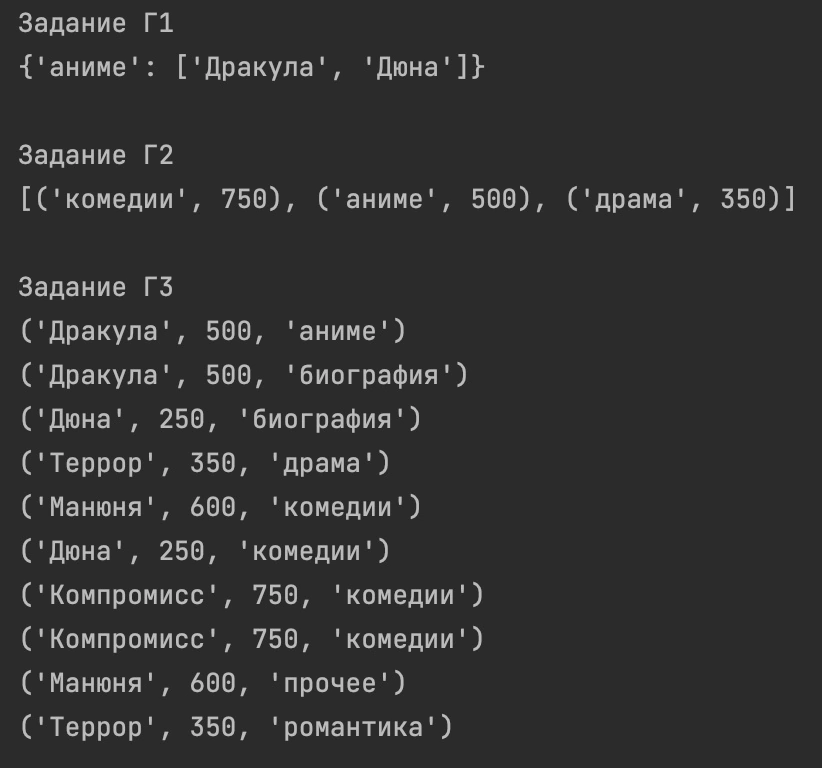 Задание Г1
{'аниме': ['Дракула', 'Дюна']}
Задание Г2
[('комедии', 750), ('аниме', 500), ('драма', 350)]
Задание Г3
('Дракула', 500, 'аниме')
('Дракула', 500, 'биография')
('Дюна', 250, 'биография')
('Террор', 350, 'драма')
('Манюня', 600, 'комедии')
('Дюна', 250, 'комедии')
('Компромисс', 750, 'комедии')
('Компромисс', 750, 'комедии')
('Манюня', 600, 'прочее')
('Террор', 350, 'романтика')